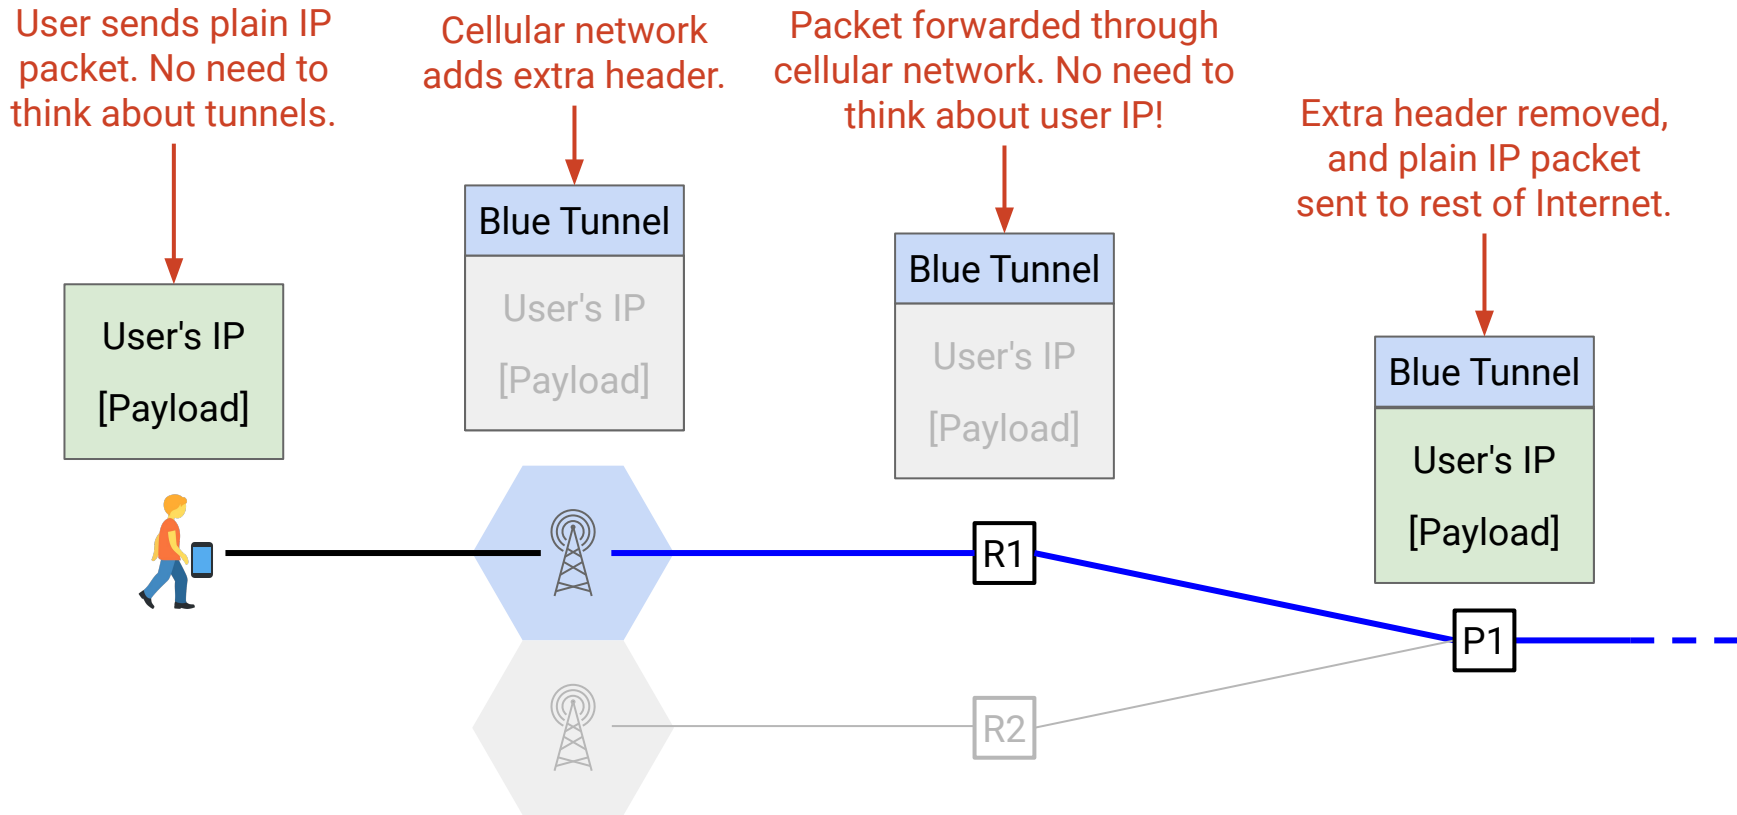 User sends plain IP
packet. No need to
think about tunnels.
Cellular network
adds extra header.
Packet forwarded through
cellular network. No need to
think about user IP!
Extra header removed,
and plain IP packet
sent to rest of Internet.
User's IP
[Payload]
Blue Tunnel
User's IP
[Payload]
Blue Tunnel
User's IP
[Payload]
Blue Tunnel
User's IP
[Payload]
R1
P1
R2